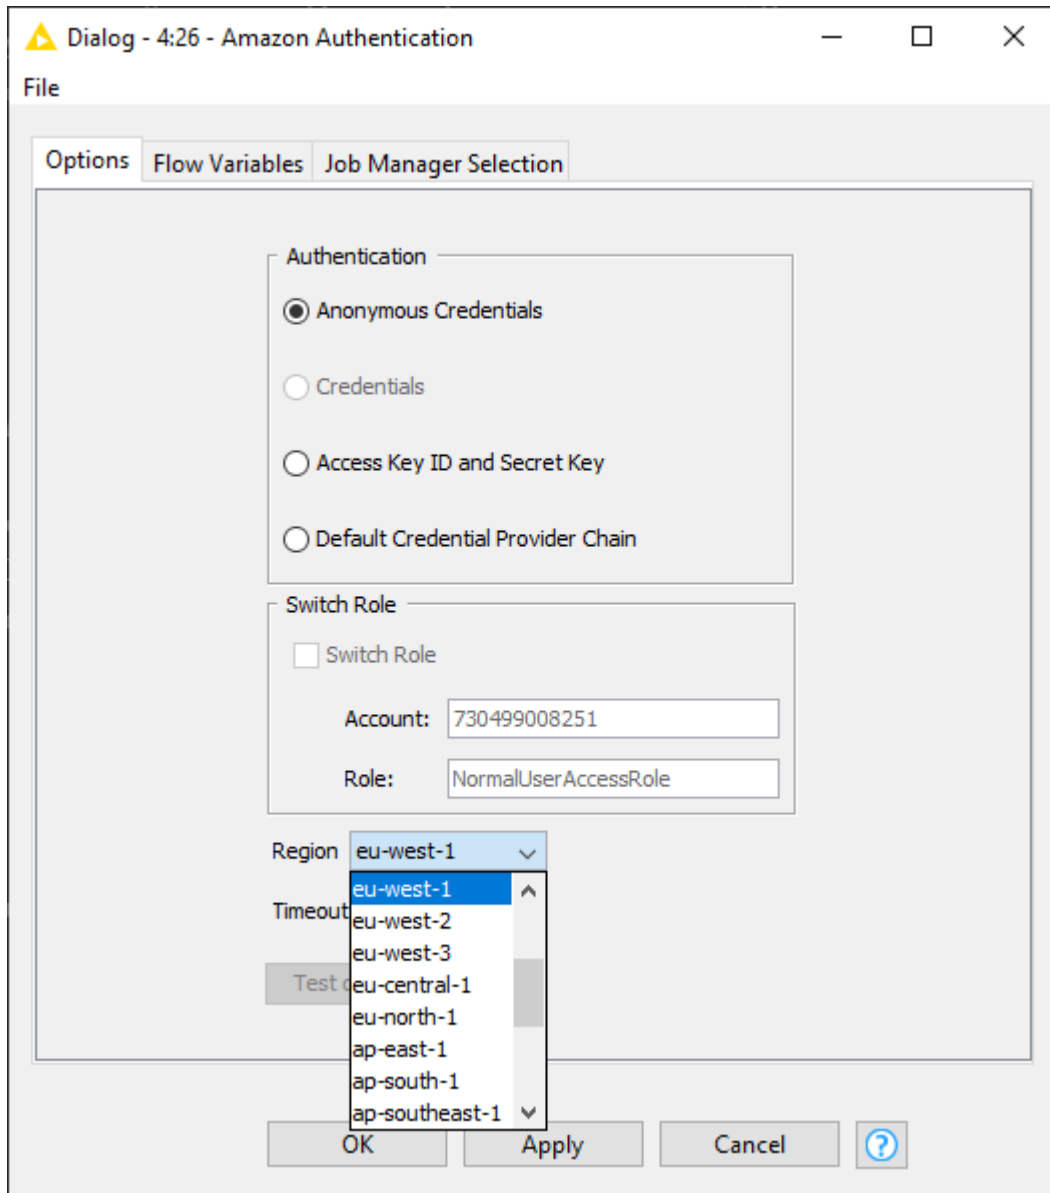 Dialog - 4:26 - Amazon Authentication
File
Options Flow Variables Job Manager Selection
Authentication
Anonymous Credentials
Credentials
Access Key ID and Secret Key
Default Credential Provider Chain
Switch Role
Switch Role
Account: 730499008251
Role: NormalUserAccessRole
Region eu-west-1
eu-west-1
Timeout
eu-west-2
eu-west-3
Test
eu-central-1
eu-north-1
ap-east-1
ap-south-1
ap-southeast-1
OK Apply Cancel ?